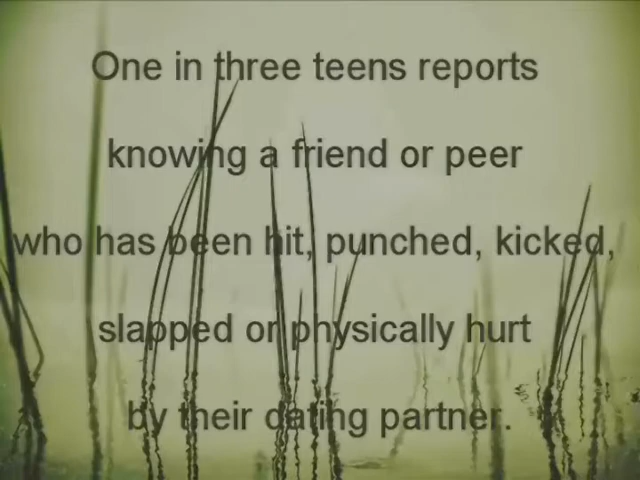 One in three teens reports
knowing a friend or peer
who has been hit, punched, kicked,
slapped or physically hurt
by their dating partner.